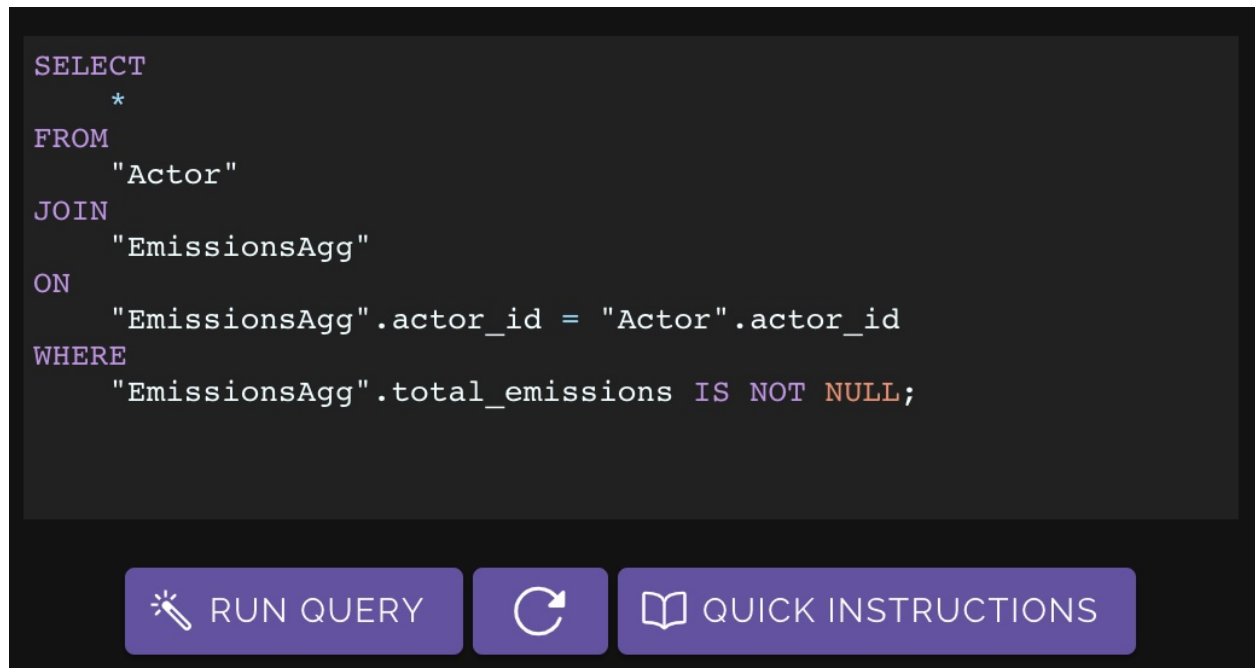 SELECT
*
FROM
"Actor"
JOIN
"EmissionsAgg"
ON
"EmissionsAgg".actor_id = "Actor".actor_id
WHERE
"EmissionsAgg".total_emissions IS NOT NULL;
RUN QUERY
QUICK INSTRUCTIONS